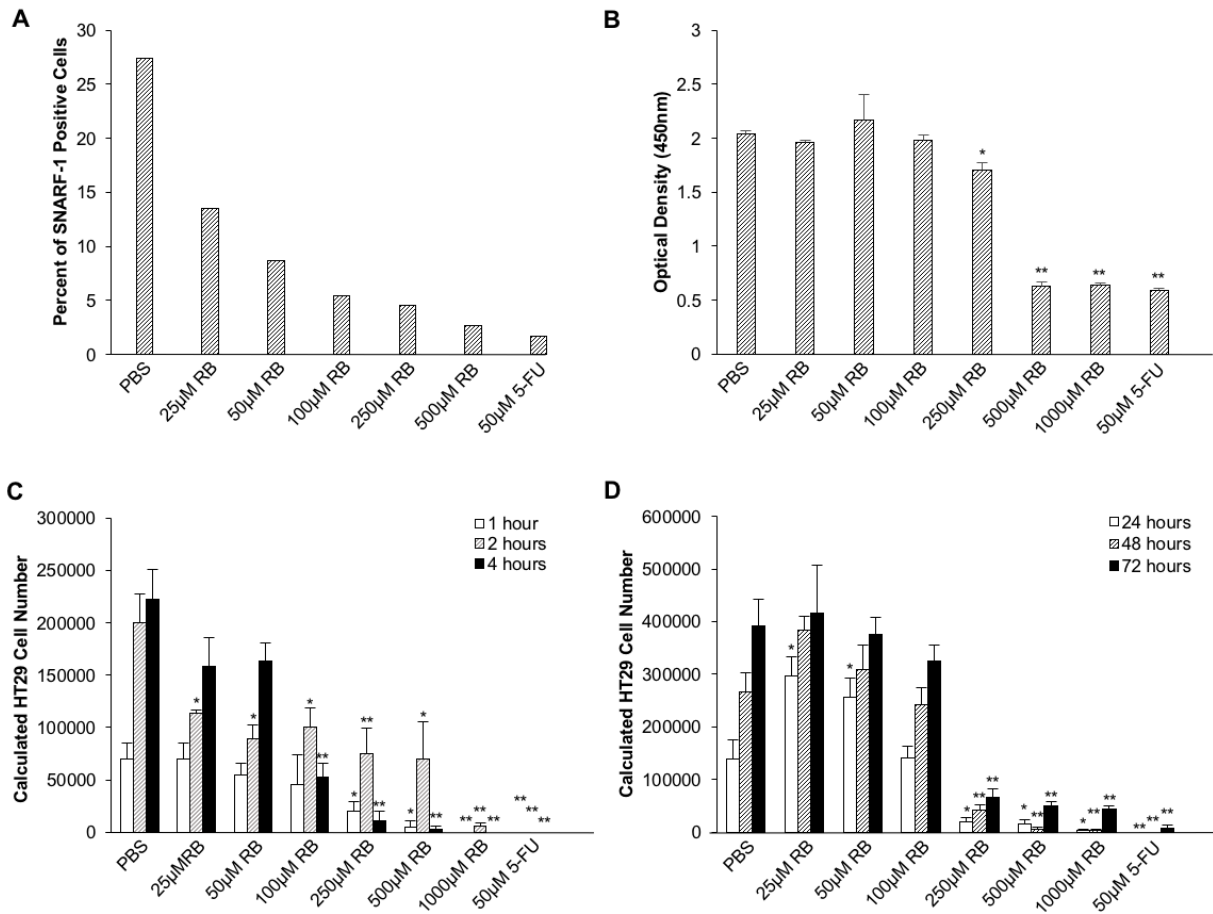 A
Percent of SNARF-1 Positive Cells
30
25
20
15
10
5
0
PBS
25µM RB
50µM RB
100µM RB
250µM RB
500µM RB
50µM 5-FU
B
Optical Density (450nm)
3
2.5
2
1.5
1
0.5
0
*
**
**
**
PBS
25µM RB
50µM RB
100µM RB
250µM RB
500µM RB
1000µM RB
50µM 5-FU
C
Calculated HT29 Cell Number
300000
250000
200000
150000
100000
50000
0
1 hour
2 hours
4 hours
*
*
*
**
*
**
**
*
*
**
**
**
**
**
**
**
PBS
25µMRB
50µM RB
100µM RB
250µM RB
500µM RB
1000µM RB
50µM 5-FU
D
Calculated HT29 Cell Number
600000
500000
400000
300000
200000
100000
0
24 hours
48 hours
72 hours
*
*
*
**
**
*
**
**
*
**
**
**
**
**
PBS
25µM RB
50µM RB
100µM RB
250µM RB
500µM RB
1000µM RB
50µM 5-FU